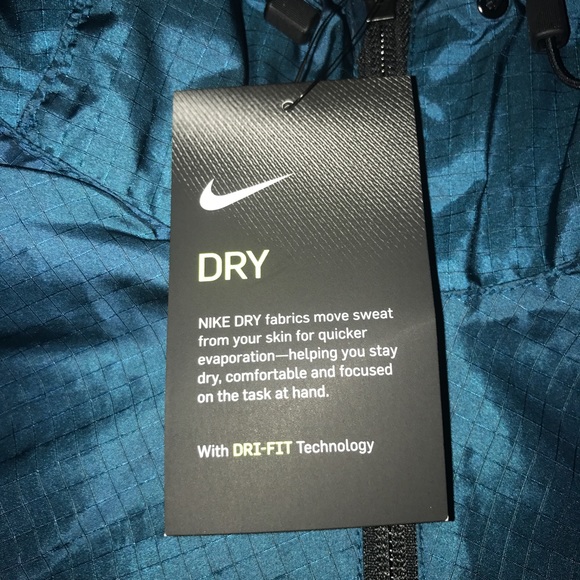 DRY
NIKE DRY fabrics move sweat
from your skin for quicker
evaporation—helping you stay
dry, comfortable and focused
on the task at hand.
With DRI-FIT Technology